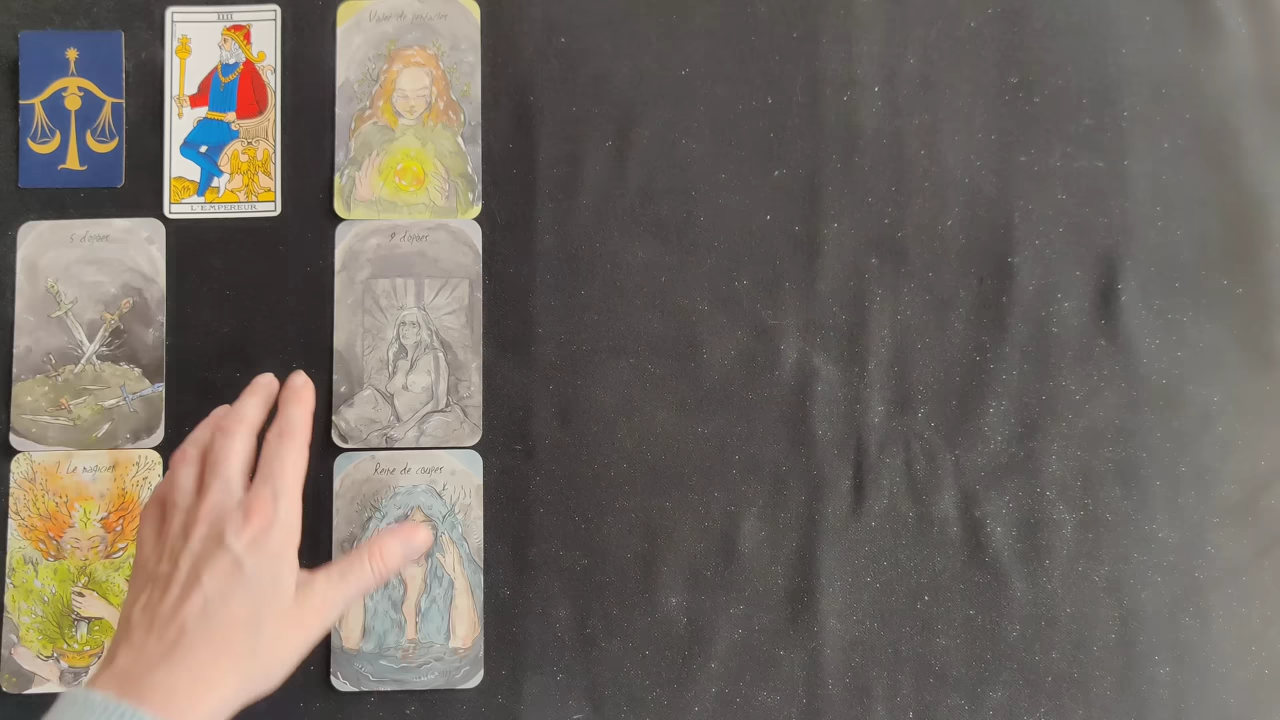 IIII
L'EMPEREUR
Valet de pentacles
5 d'épées
9 d'épées
1. Le magicien
Reine de coupes